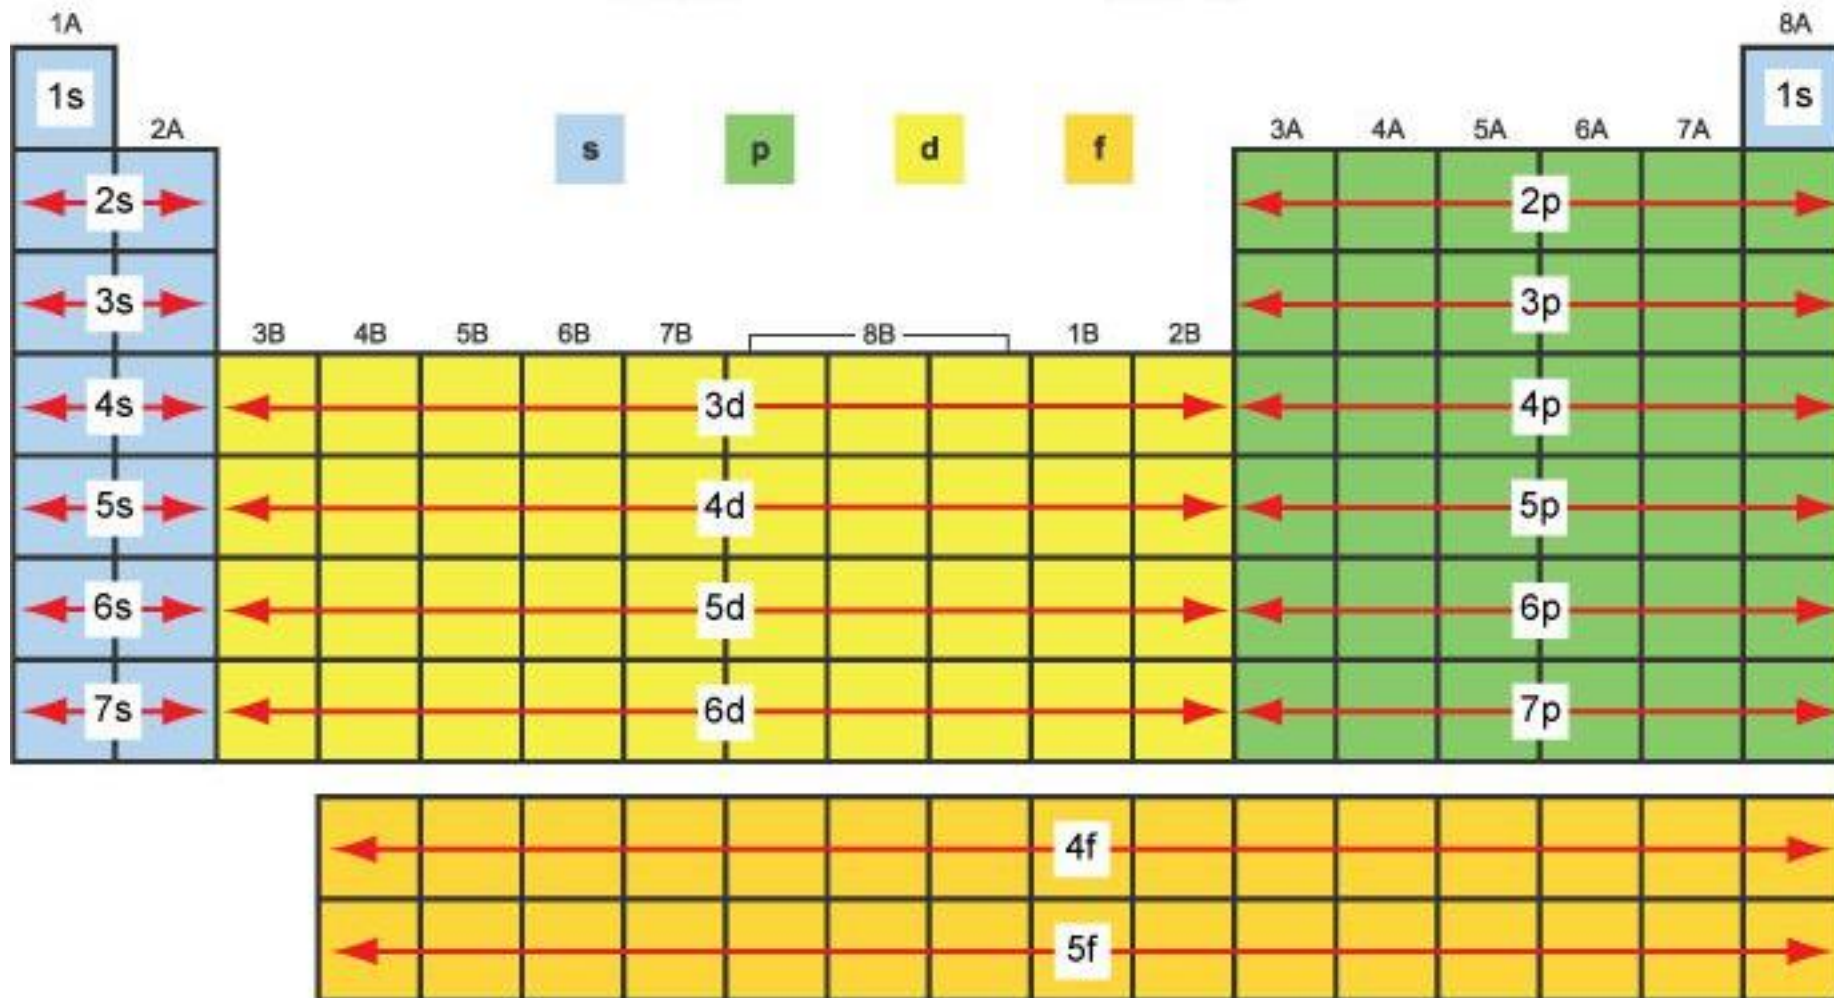 1A 8A
1s 1s
2A s p d f 3A 4A 5A 6A 7A
2s 2p
3s 3p
3B 4B 5B 6B 7B 8B 1B 2B
4s 3d 4p
5s 4d 5p
6s 5d 6p
7s 6d 7p
4f
5f